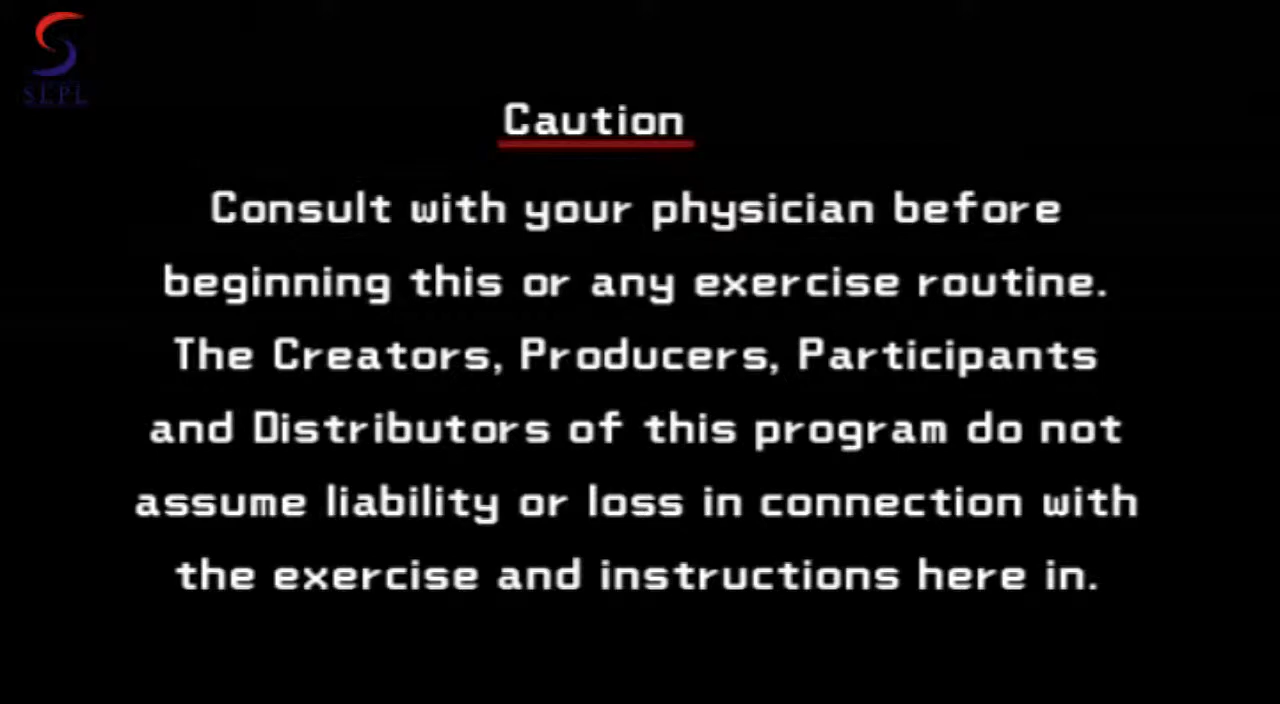 SEPL
Caution
Consult with your physician before
beginning this or any exercise routine.
The Creators, Producers, Participants
and Distributors of this program do not
assume liability or loss in connection with
the exercise and instructions here in.